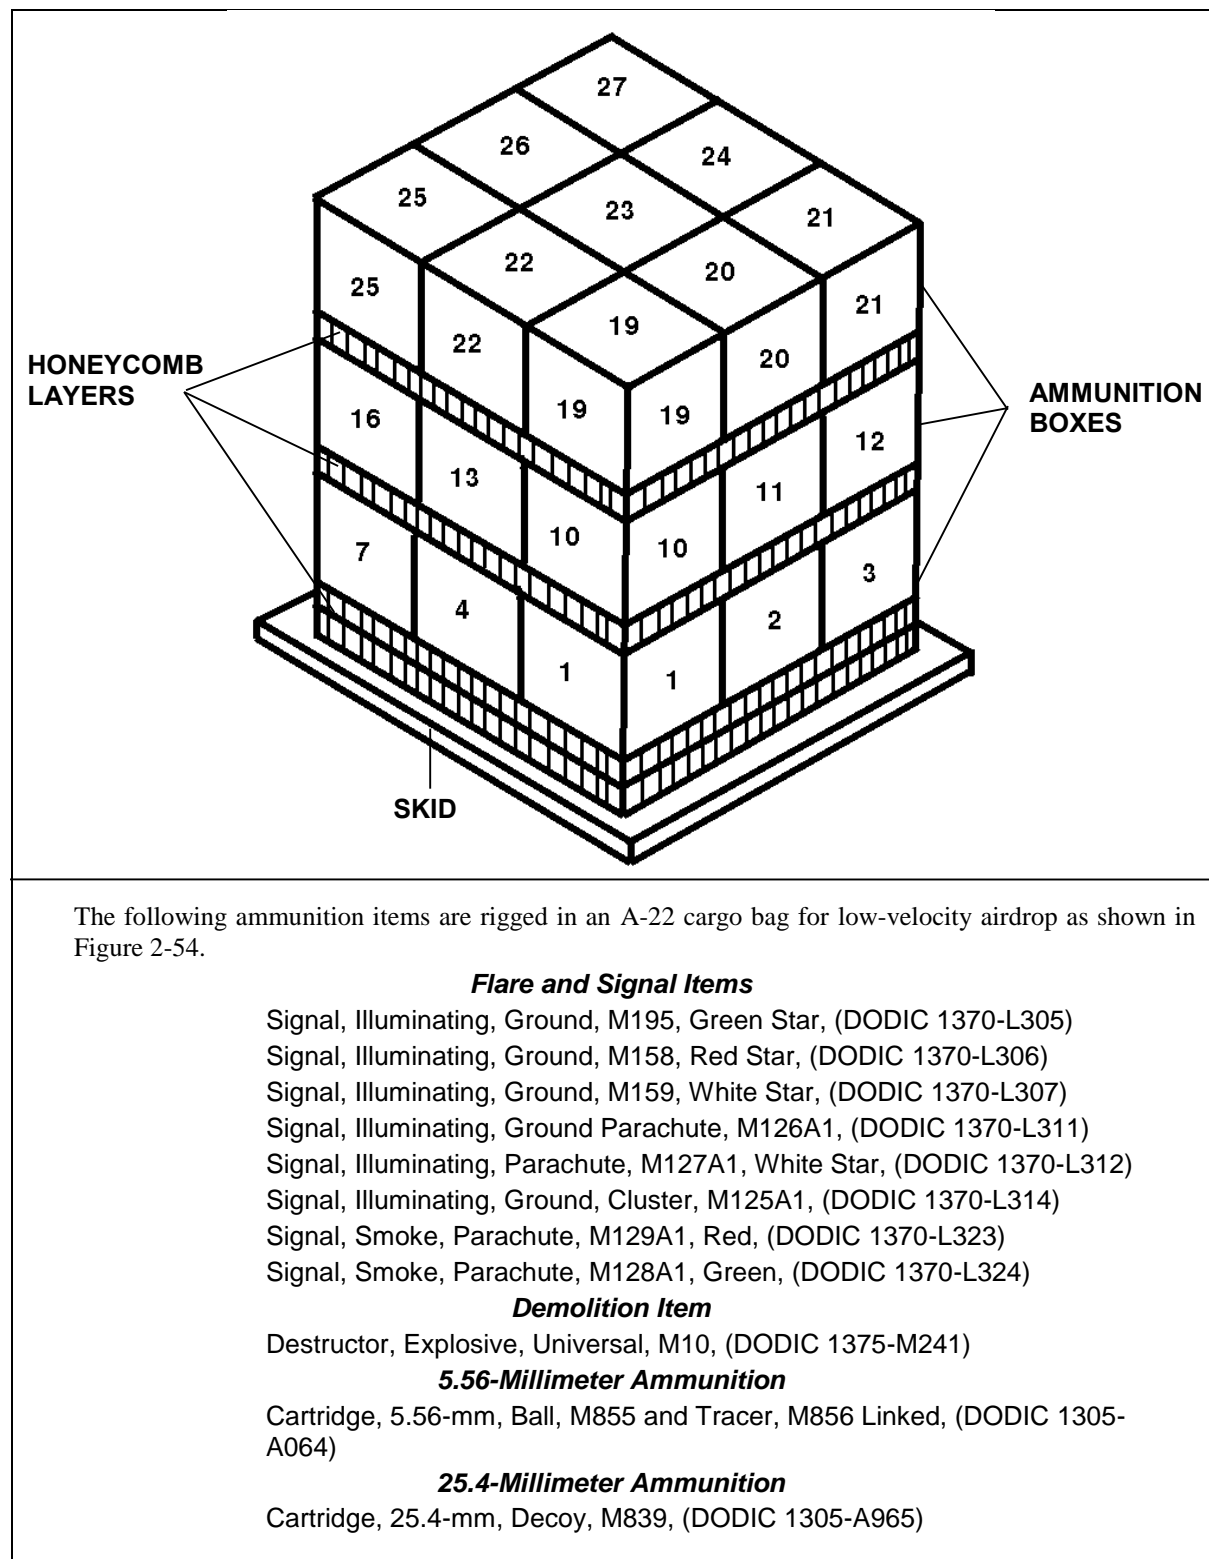 27
26
24
25
23
21
22
20
25
19
21
22
20
19
19
HONEYCOMB
LAYERS
AMMUNITION
BOXES
16
12
13
11
10
10
7
3
4
2
1
1
SKID
The following ammunition items are rigged in an A-22 cargo bag for low-velocity airdrop as shown in
Figure 2-54.
Flare and Signal Items
Signal, Illuminating, Ground, M195, Green Star, (DODIC 1370-L305)
Signal, Illuminating, Ground, M158, Red Star, (DODIC 1370-L306)
Signal, Illuminating, Ground, M159, White Star, (DODIC 1370-L307)
Signal, Illuminating, Ground Parachute, M126A1, (DODIC 1370-L311)
Signal, Illuminating, Parachute, M127A1, White Star, (DODIC 1370-L312)
Signal, Illuminating, Ground, Cluster, M125A1, (DODIC 1370-L314)
Signal, Smoke, Parachute, M129A1, Red, (DODIC 1370-L323)
Signal, Smoke, Parachute, M128A1, Green, (DODIC 1370-L324)
Demolition Item
Destructor, Explosive, Universal, M10, (DODIC 1375-M241)
5.56-Millimeter Ammunition
Cartridge, 5.56-mm, Ball, M855 and Tracer, M856 Linked, (DODIC 1305-
A064)
25.4-Millimeter Ammunition
Cartridge, 25.4-mm, Decoy, M839, (DODIC 1305-A965)